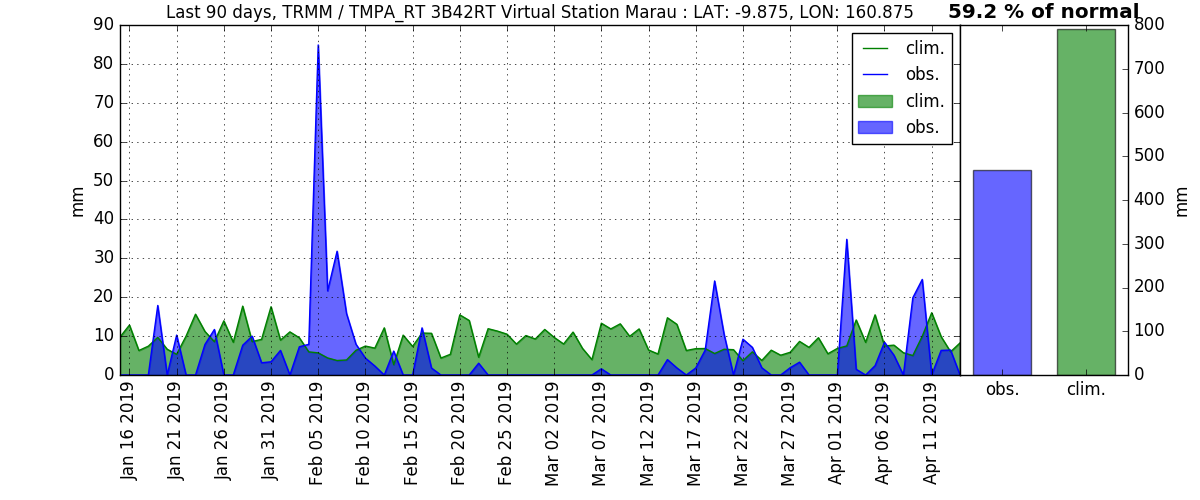 Last 90 days, TRMM / TMPA_RT 3B42RT Virtual Station Marau : LAT: -9.875, LON: 160.875
59.2 % of normal
90
80
70
60
50
40
30
20
10
0
mm
clim.
obs.
clim.
obs.
800
700
600
500
400
300
200
100
0
mm
obs.
clim.
Jan 16 2019
Jan 21 2019
Jan 26 2019
Jan 31 2019
Feb 05 2019
Feb 10 2019
Feb 15 2019
Feb 20 2019
Feb 25 2019
Mar 02 2019
Mar 07 2019
Mar 12 2019
Mar 17 2019
Mar 22 2019
Mar 27 2019
Apr 01 2019
Apr 06 2019
Apr 11 2019